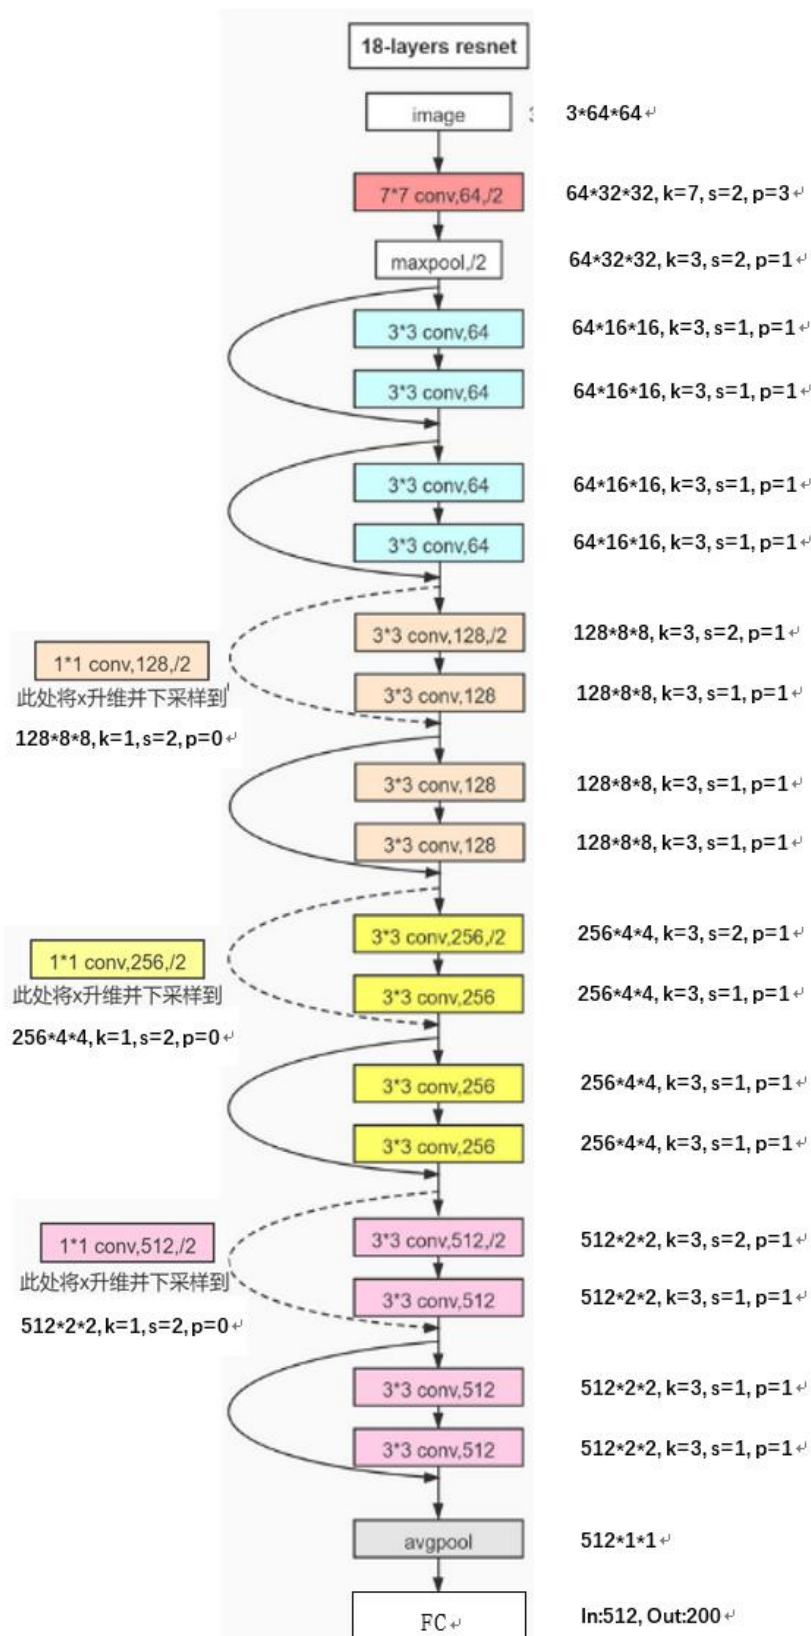 18-layers resnet
image
3*64*64↵
7*7 conv,64,/2
64*32*32, k=7, s=2, p=3↵
maxpool,/2
64*32*32, k=3, s=2, p=1↵
3*3 conv,64
64*16*16, k=3, s=1, p=1↵
3*3 conv,64
64*16*16, k=3, s=1, p=1↵
3*3 conv,64
64*16*16, k=3, s=1, p=1↵
3*3 conv,64
64*16*16, k=3, s=1, p=1↵
3*3 conv,128,/2
128*8*8, k=3, s=2, p=1↵
1*1 conv,128,/2
此处将x升维并下采样到
128*8*8, k=1, s=2, p=0↵
3*3 conv,128
128*8*8, k=3, s=1, p=1↵
3*3 conv,128
128*8*8, k=3, s=1, p=1↵
3*3 conv,128
128*8*8, k=3, s=1, p=1↵
3*3 conv,256,/2
256*4*4, k=3, s=2, p=1↵
1*1 conv,256,/2
此处将x升维并下采样到
256*4*4, k=1, s=2, p=0↵
3*3 conv,256
256*4*4, k=3, s=1, p=1↵
3*3 conv,256
256*4*4, k=3, s=1, p=1↵
3*3 conv,256
256*4*4, k=3, s=1, p=1↵
3*3 conv,512,/2
512*2*2, k=3, s=2, p=1↵
1*1 conv,512,/2
此处将x升维并下采样到
512*2*2, k=1, s=2, p=0↵
3*3 conv,512
512*2*2, k=3, s=1, p=1↵
3*3 conv,512
512*2*2, k=3, s=1, p=1↵
3*3 conv,512
512*2*2, k=3, s=1, p=1↵
avgpool
512*1*1↵
FC↵
In:512, Out:200↵